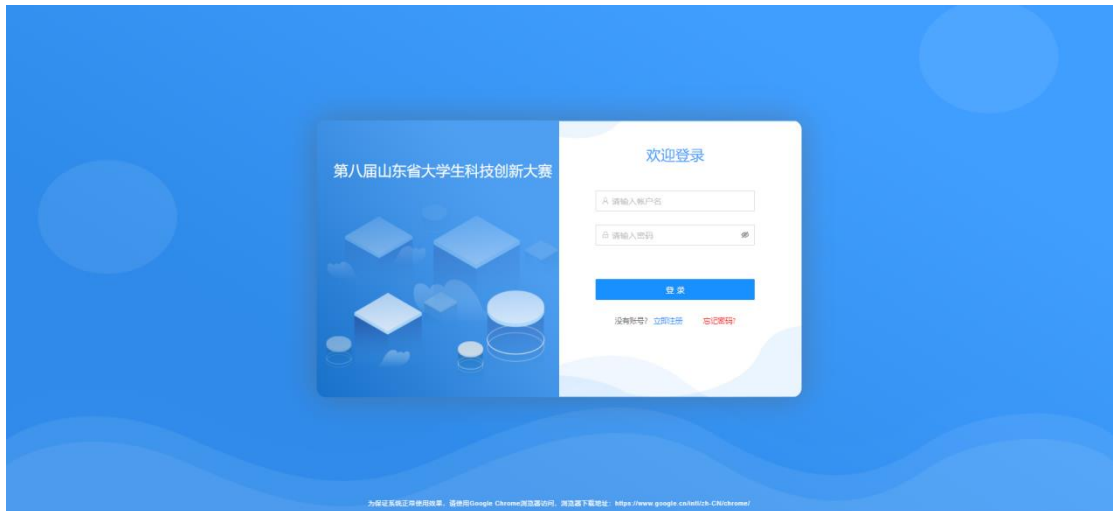 第八届山东省大学生科技创新大赛
欢迎登录
请输入账户名
请输入密码
登 录
没有账号? 立即注册 忘记密码?
为保证系统正常使用效果，请使用Google Chrome浏览器访问，浏览器下载地址：https://www.google.cn/intl/zh-CN/chrome/